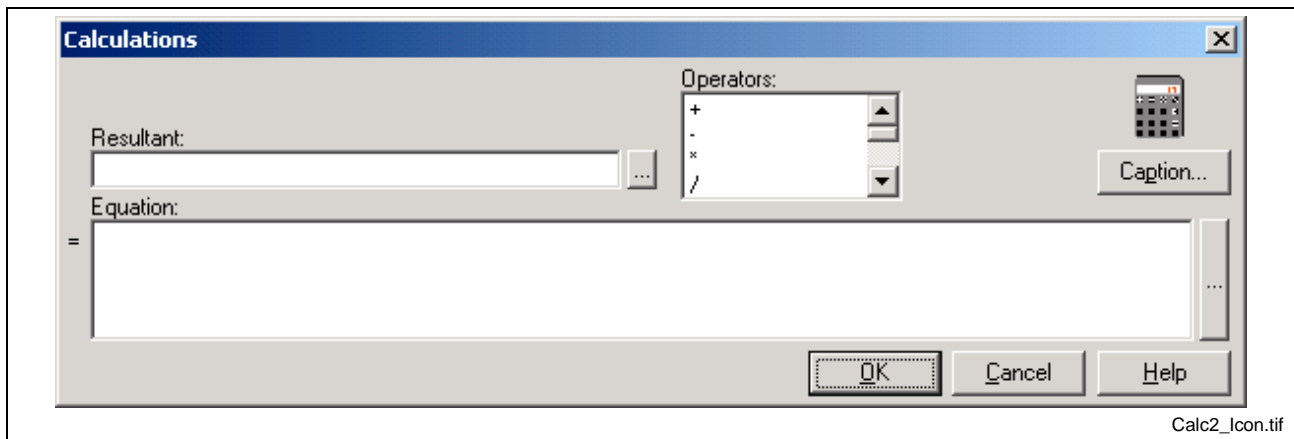 Calculations
Operators:
+
-
*
/
Resultant:
...
Caption...
Equation:
=
...
OK
Cancel
Help
Calc2_Icon.tif